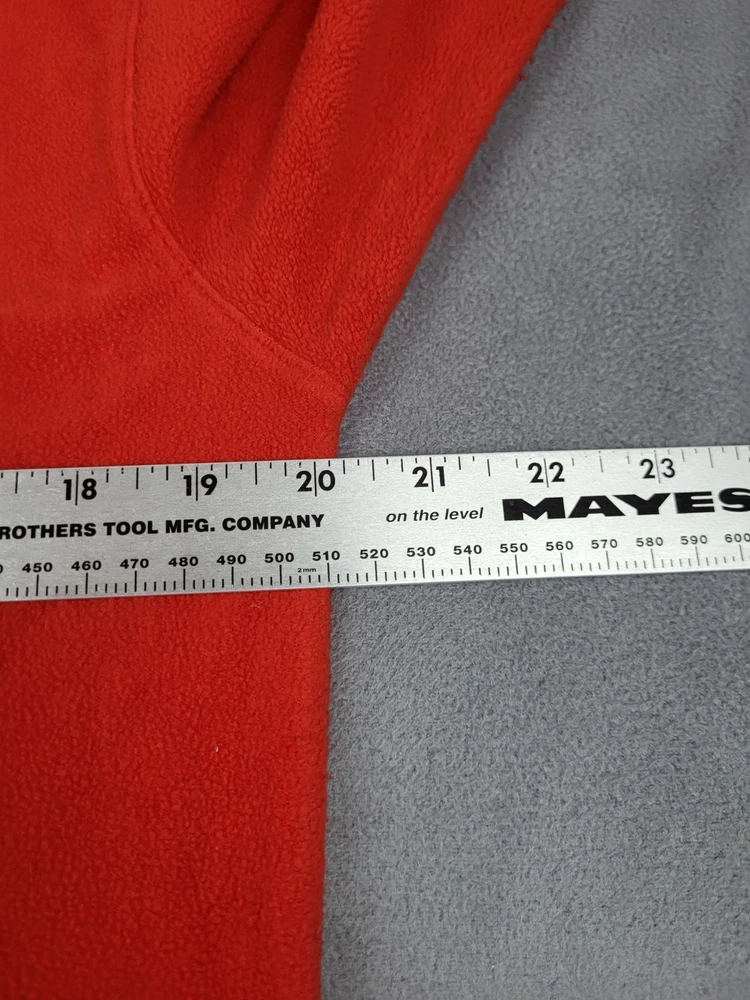 18 19 20 21 22 23
ROTHERS TOOL MFG. COMPANY on the level MAYES
450 460 470 480 490 500 510 520 530 540 550 560 570 580 590 600
2mm